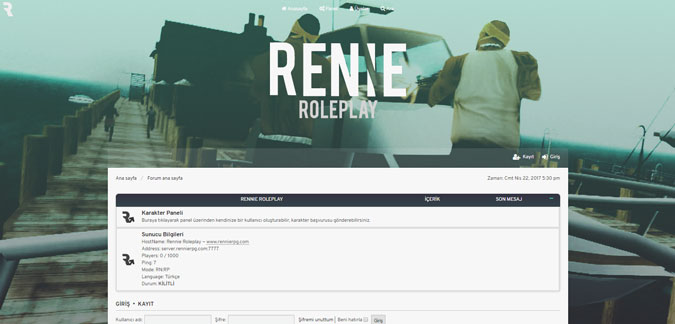 Anasayfa Panel Üyeler Ara
RENIE
ROLEPLAY
Kayıt Giriş
Ana sayfa / Forum ana sayfa
Zaman: Cmt Nis 22, 2017 5:30 pm
RENNIE ROLEPLAY İÇERİK SON MESAJ
Karakter Paneli
Buraya tıklayarak panel üzerinden kendinize bir kullanıcı oluşturabilir, karakter başvurusu gönderebilirsiniz
Sunucu Bilgileri
HostName: Rennie Roleplay ~ www.rennierpg.com
Address: server.rennierpg.com:7777
Players: 0 / 1000
Ping: 7
Mode: RN:RP
Language: Türkçe
Durum: KİLİTLİ
GİRİŞ • KAYIT
Kullanıcı adı: Şifre: Şifremi unuttum | Beni hatırla Giriş